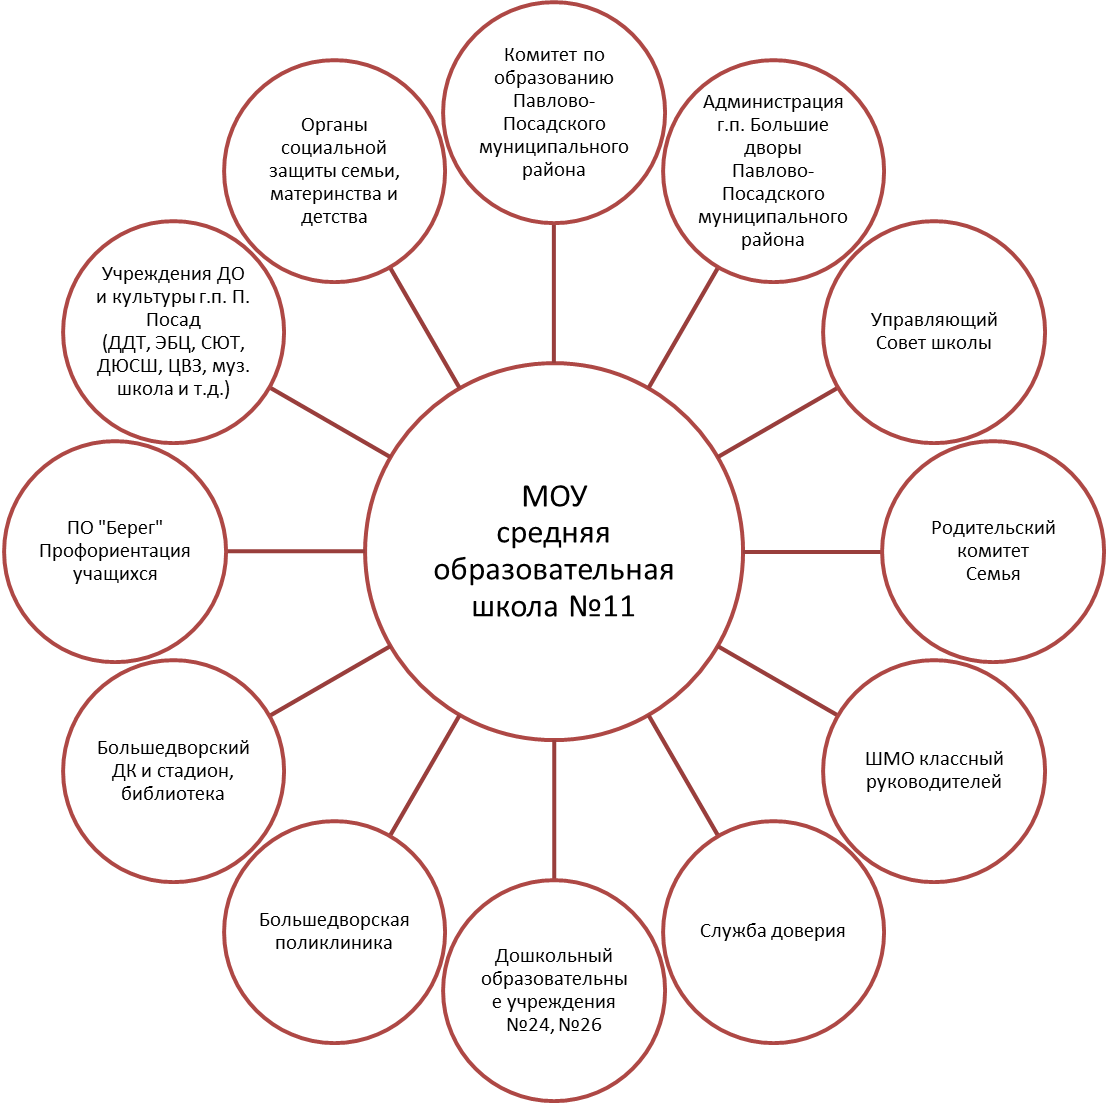 Комитет по
образованию
Павлово-
Посадского
муниципального
района
Администрация
г.п. Большие
дворы
Павлово-
Посадского
муниципального
района
Управляющий
Совет школы
Родительский
комитет
Семья
ШМО классный
руководителей
Служба доверия
Дошкольный
образовательны
е учреждения
№24, №26
Большедворская
поликлиника
Большедворский
ДК и стадион,
библиотека
ПО "Берег"
Профориентация
учащихся
Учреждения ДО
и культуры г.п. П.
Посад
(ДДТ, ЭБЦ, СЮТ,
ДЮСШ, ЦВЗ, муз.
школа и т.д.)
Органы
социальной
защиты семьи,
материнства и
детства
МОУ
средняя
образовательная
школа №11